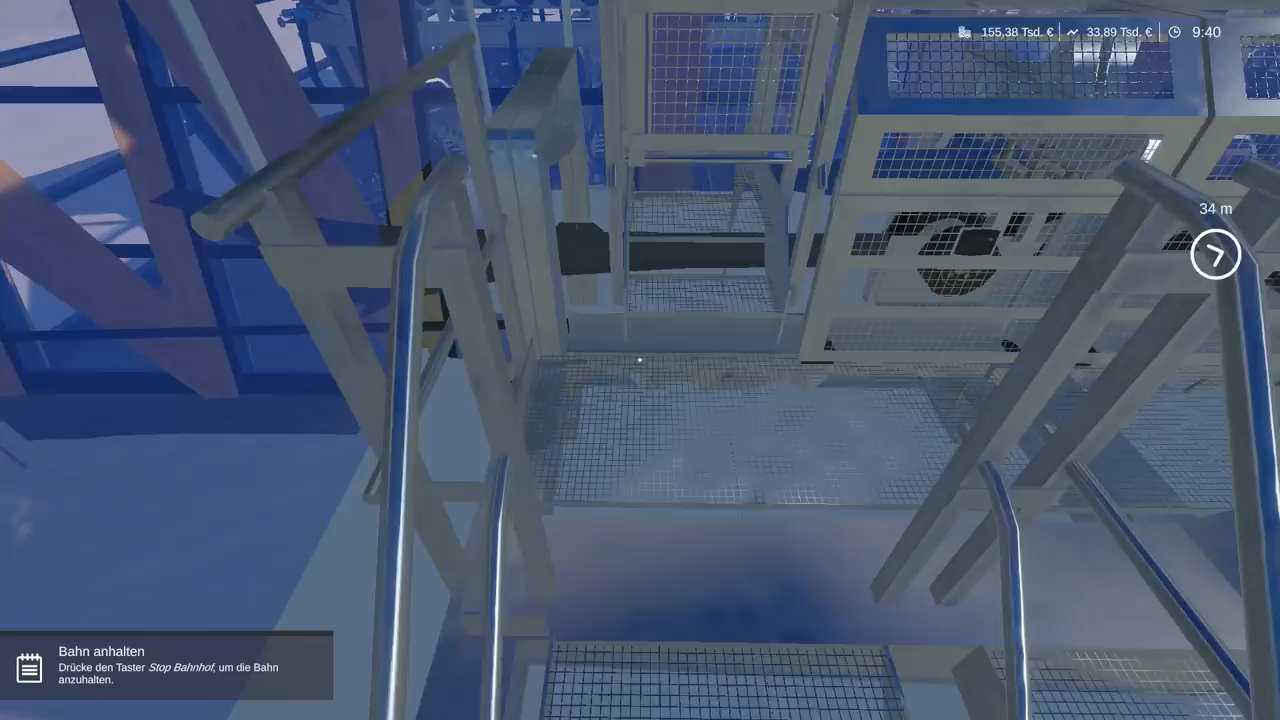 155,38 Tsd. € 33,89 Tsd. € 9:40
34 m
Bahn anhalten
Drücke den Taster Stop Bahnhof, um die Bahn
anzuhalten.